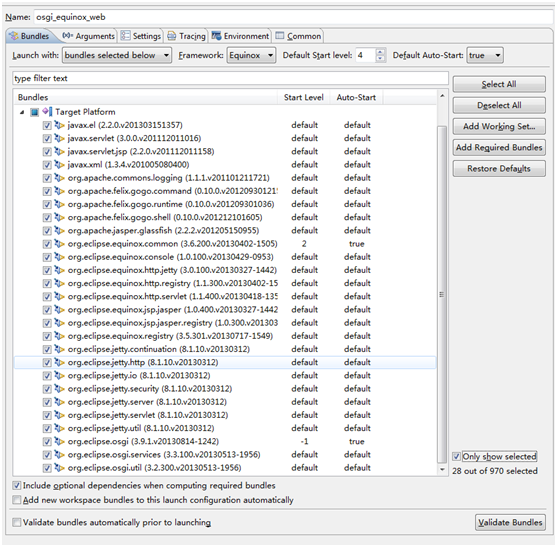 Name: osgi_equinox_web
Bundles Arguments Settings Tracing Environment Common
Launch with: bundles selected below Framework: Equinox Default Start level: 4 Default Auto-Start: true
type filter text
Select All
Deselect All
Add Working Set...
Add Required Bundles
Restore Defaults
Bundles Start Level Auto-Start
Target Platform
javax.el (2.2.0.v201303151357) default default
javax.servlet (3.0.0.v201112011016) default default
javax.servlet.jsp (2.2.0.v201112011158) default default
javax.xml (1.3.4.v201005080400) default default
org.apache.commons.logging (1.1.1.v201101211721) default default
org.apache.felix.gogo.command (0.10.0.v20120930121 default default
org.apache.felix.gogo.runtime (0.10.0.v201209301036) default default
org.apache.felix.gogo.shell (0.10.0.v201212101605) default default
org.apache.jasper.glassfish (2.2.2.v201205150955) default default
org.eclipse.equinox.common (3.6.200.v20130402-1505) 2 true
org.eclipse.equinox.console (1.0.100.v20130429-0953) default default
org.eclipse.equinox.http.jetty (3.0.100.v20130327-1442) default default
org.eclipse.equinox.http.registry (1.1.300.v20130402-15 default default
org.eclipse.equinox.http.servlet (1.1.400.v20130418-135 default default
org.eclipse.equinox.jsp.jasper (1.0.400.v20130327-1442 default default
org.eclipse.equinox.jsp.jasper.registry (1.0.300.v201303 default default
org.eclipse.equinox.registry (3.5.301.v20130717-1549) default default
org.eclipse.jetty.continuation (8.1.10.v20130312) default default
org.eclipse.jetty.http (8.1.10.v20130312) default default
org.eclipse.jetty.io (8.1.10.v20130312) default default
org.eclipse.jetty.security (8.1.10.v20130312) default default
org.eclipse.jetty.server (8.1.10.v20130312) default default
org.eclipse.jetty.servlet (8.1.10.v20130312) default default
org.eclipse.jetty.util (8.1.10.v20130312) default default
org.eclipse.osgi (3.9.1.v20130814-1242) -1 true
org.eclipse.osgi.services (3.3.100.v20130513-1956) default default
org.eclipse.osgi.util (3.2.300.v20130513-1956) default default
Only show selected
28 out of 970 selected
Include optional dependencies when computing required bundles
Add new workspace bundles to this launch configuration automatically
Validate bundles automatically prior to launching
Validate Bundles